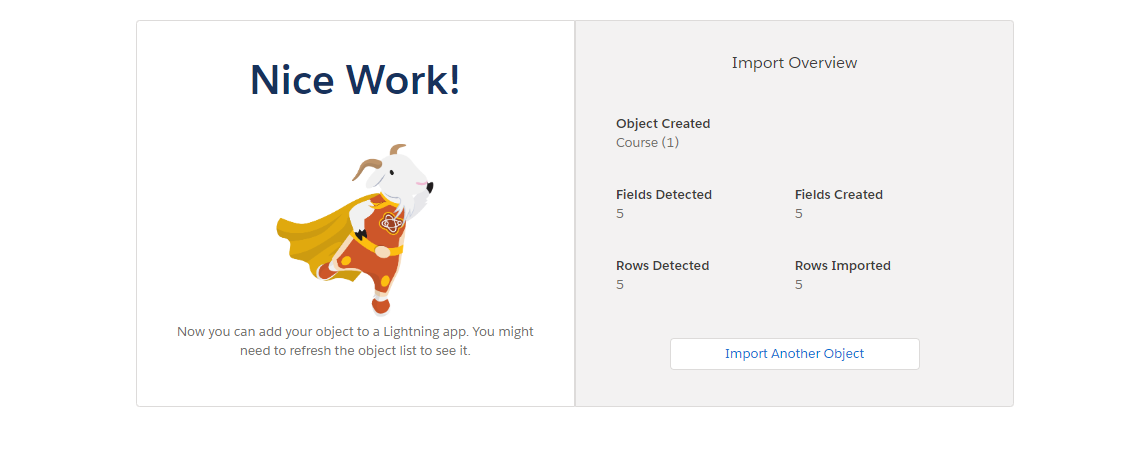 Nice Work!
Now you can add your object to a Lightning app. You might
need to refresh the object list to see it.
Import Overview
Object Created
Course (1)
Fields Detected
5
Fields Created
5
Rows Detected
5
Rows Imported
5
Import Another Object